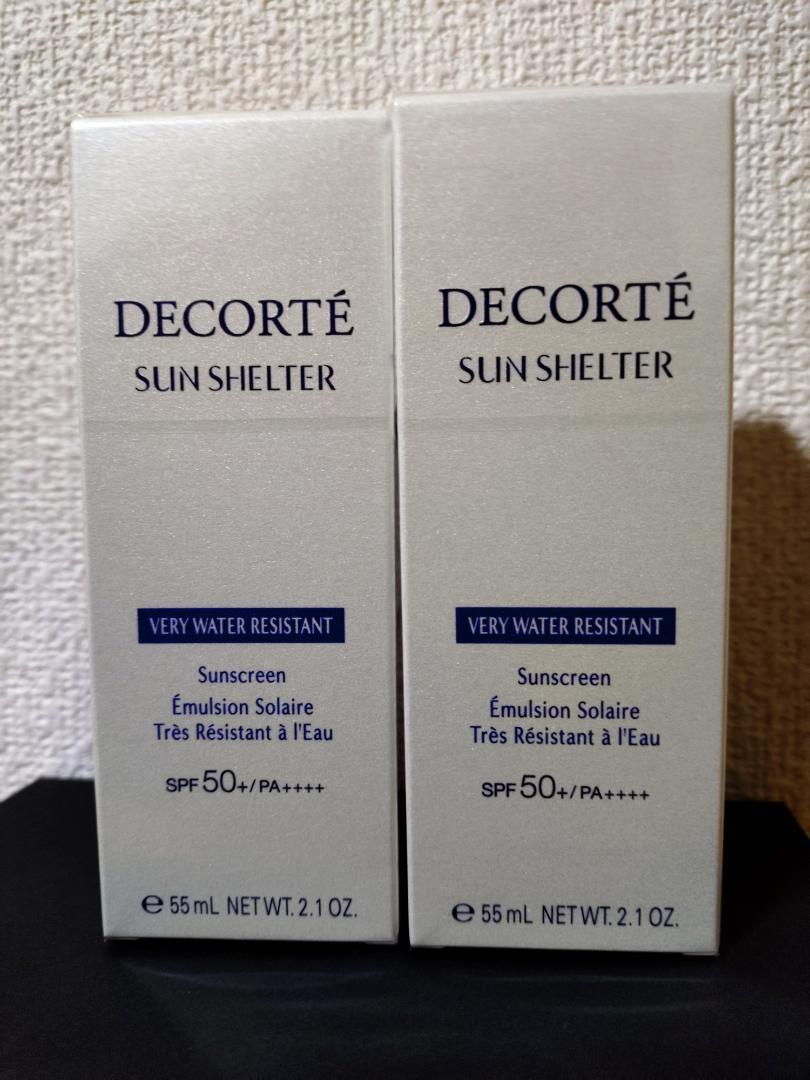 DECORTÉ
SUN SHELTER
VERY WATER RESISTANT
Sunscreen
Émulsion Solaire
Très Résistant à l'Eau
SPF 50+/PA++++
℮ 55 mL NET WT. 2.1 OZ.
DECORTÉ
SUN SHELTER
VERY WATER RESISTANT
Sunscreen
Émulsion Solaire
Très Résistant à l'Eau
SPF 50+/PA++++
℮ 55 mL NET WT. 2.1 OZ.